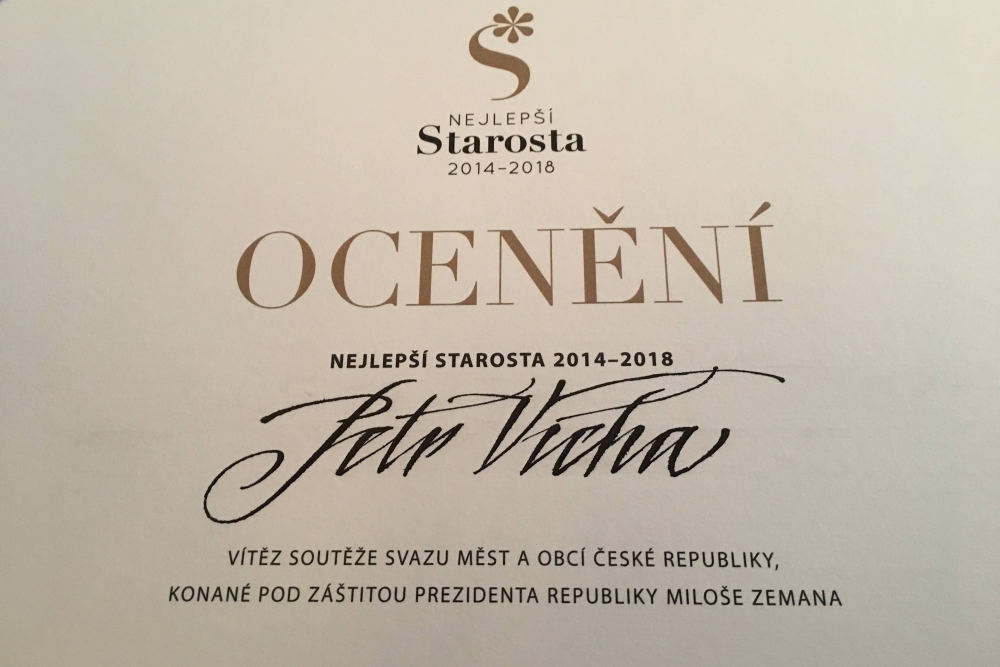 NEJLEPŠÍ
Starosta
2014–2018
OCENĚNÍ
NEJLEPŠÍ STAROSTA 2014–2018
Petr Vícha
VÍTĚZ SOUTĚŽE SVAZU MĚST A OBCÍ ČESKÉ REPUBLIKY,
KONANÉ POD ZÁŠTITOU PREZIDENTA REPUBLIKY MILOŠE ZEMANA